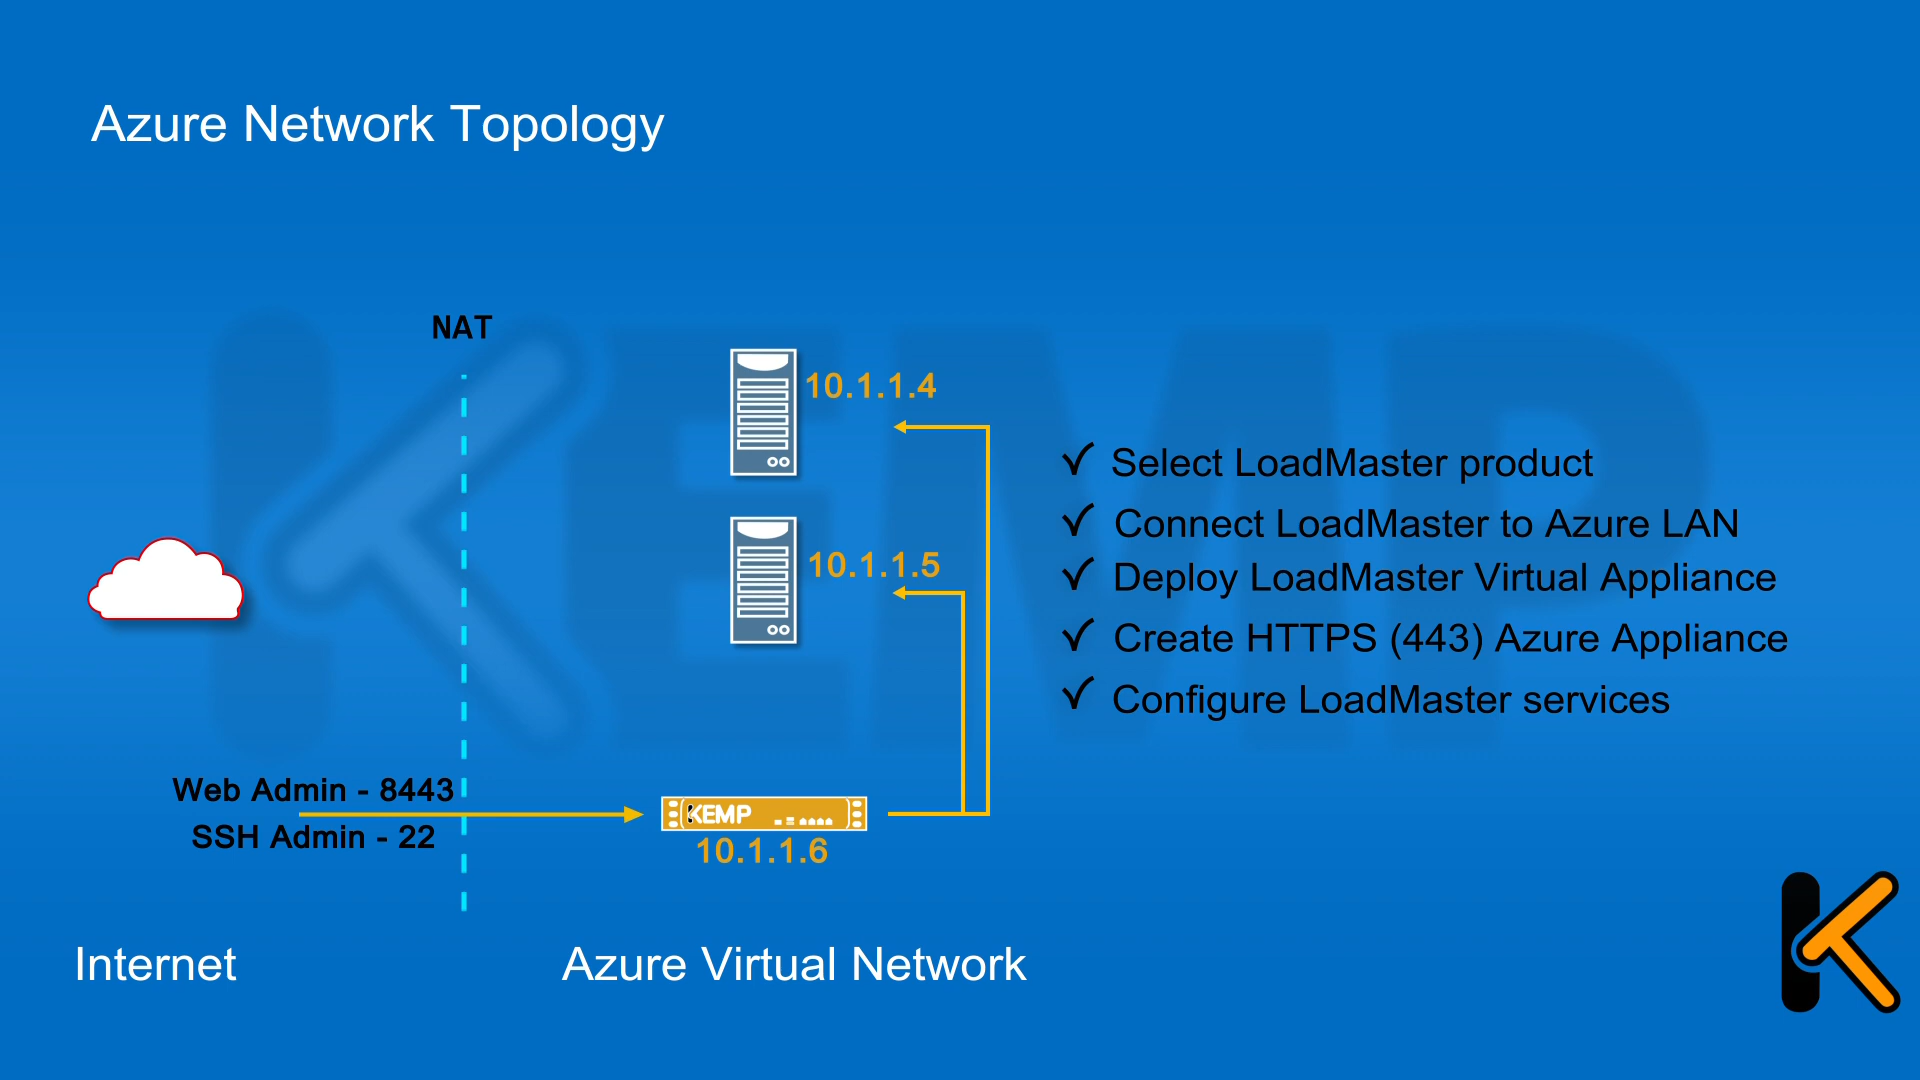 Azure Network Topology
NAT
10.1.1.4
10.1.1.5
✓ Select LoadMaster product
✓ Connect LoadMaster to Azure LAN
✓ Deploy LoadMaster Virtual Appliance
✓ Create HTTPS (443) Azure Appliance
✓ Configure LoadMaster services
Web Admin - 8443
SSH Admin - 22
KEMP
10.1.1.6
Internet
Azure Virtual Network
KEMP
K